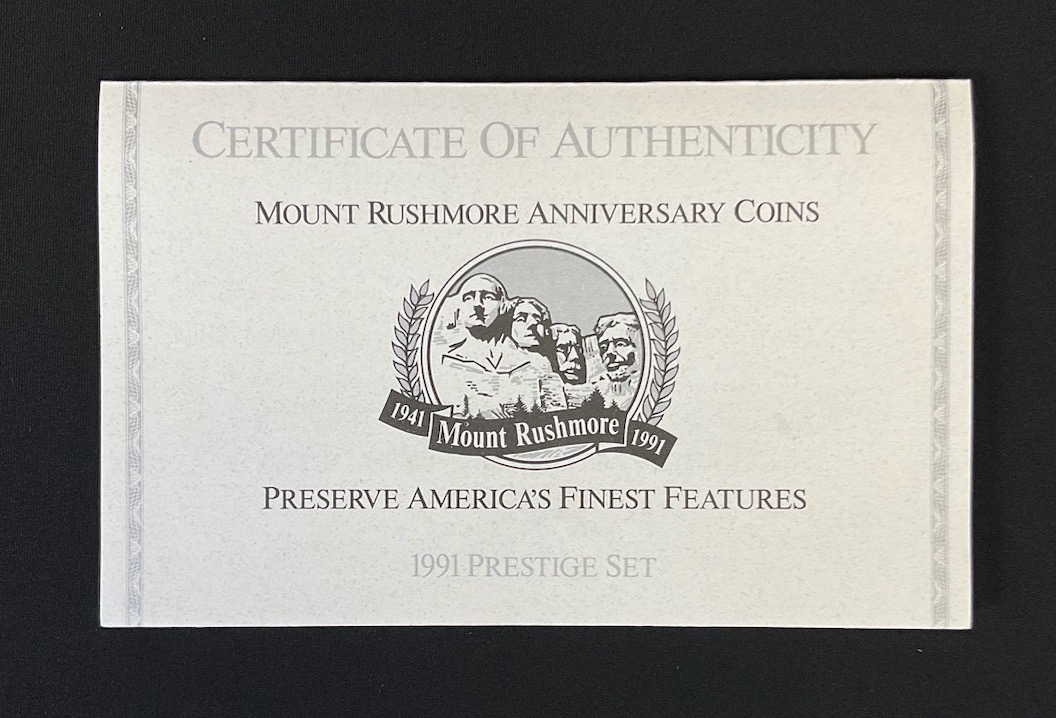 CERTIFICATE OF AUTHENTICITY
MOUNT RUSHMORE ANNIVERSARY COINS
1941 Mount Rushmore 1991
PRESERVE AMERICA'S FINEST FEATURES
1991 PRESTIGE SET